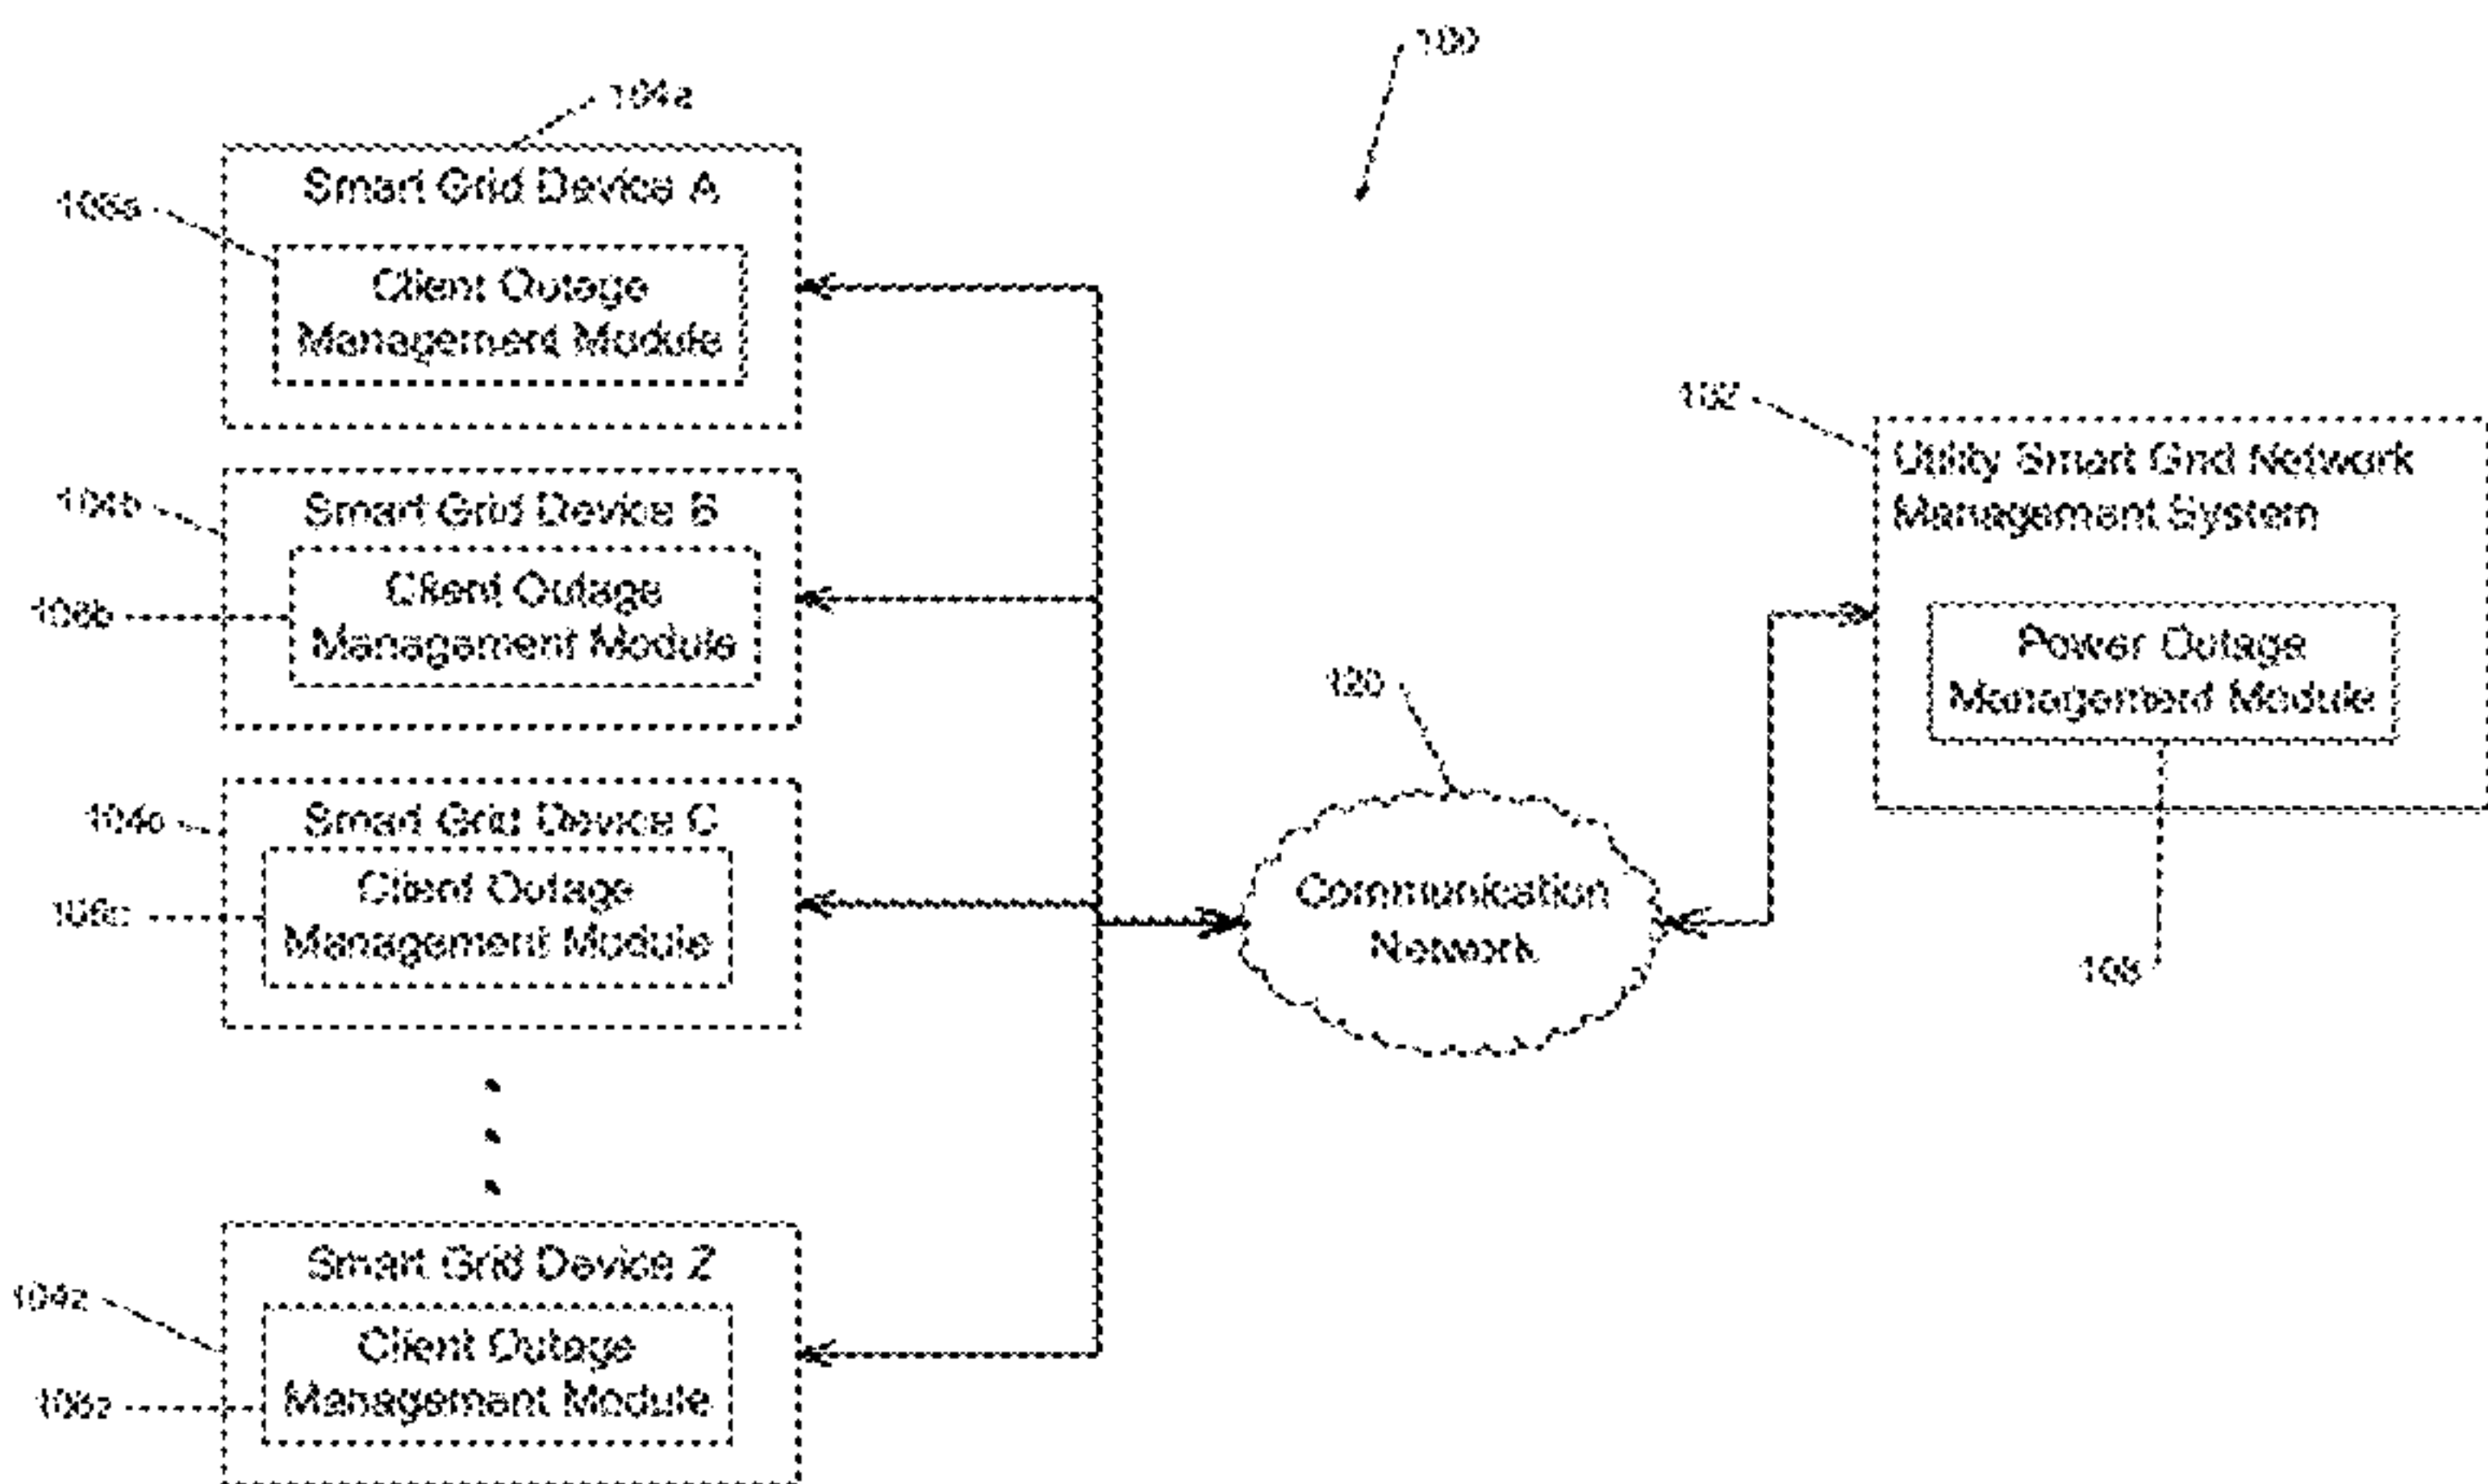 100
104a
Smart Grid Device A
Client Outage
Management Module
104b
Smart Grid Device B
106b
Client Outage
Management Module
104c
Smart Grid Device C
106c
Client Outage
Management Module
104z
Smart Grid Device Z
106z
Client Outage
Management Module
120
Communication
Network
102
Utility Smart Grid Network
Management System
Power Outage
Management Module